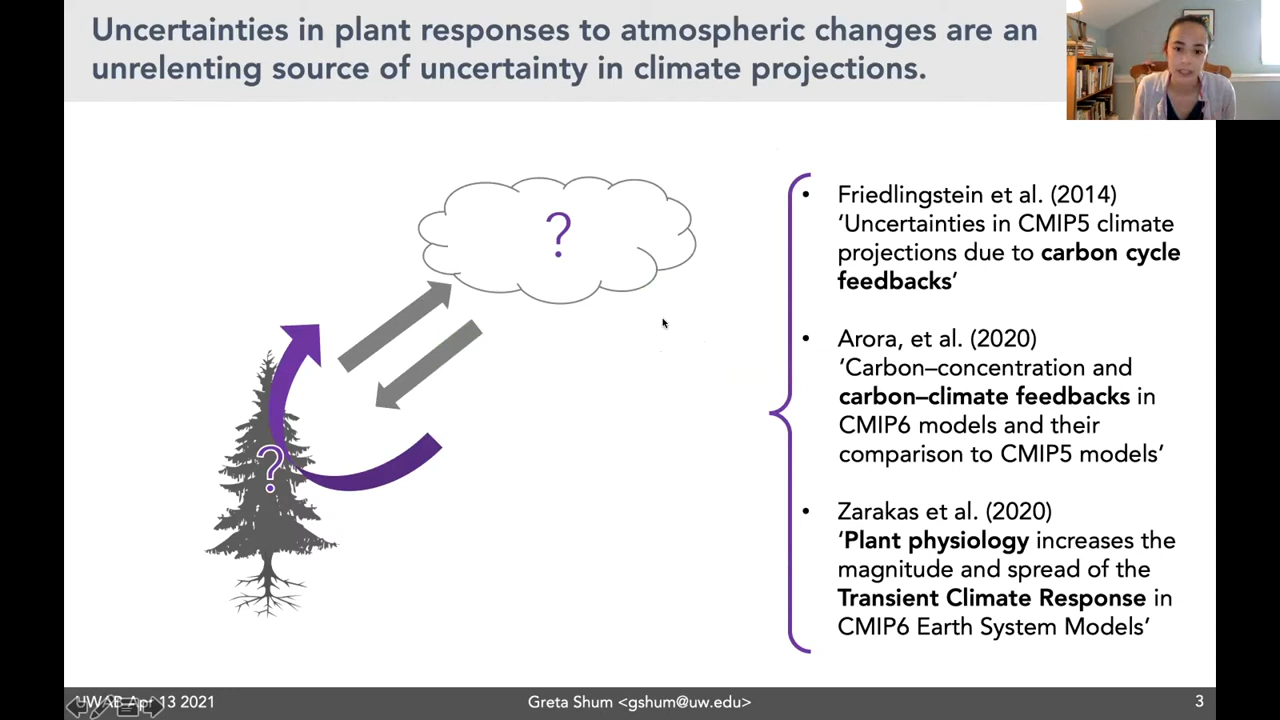 Uncertainties in plant responses to atmospheric changes are an
unrelenting source of uncertainty in climate projections.
?
?
• Friedlingstein et al. (2014)
‘Uncertainties in CMIP5 climate
projections due to carbon cycle
feedbacks’
• Arora, et al. (2020)
‘Carbon–concentration and
carbon–climate feedbacks in
CMIP6 models and their
comparison to CMIP5 models’
• Zarakas et al. (2020)
‘Plant physiology increases the
magnitude and spread of the
Transient Climate Response in
CMIP6 Earth System Models’
UWAB Apr 13 2021
Greta Shum <gshum@uw.edu>
3